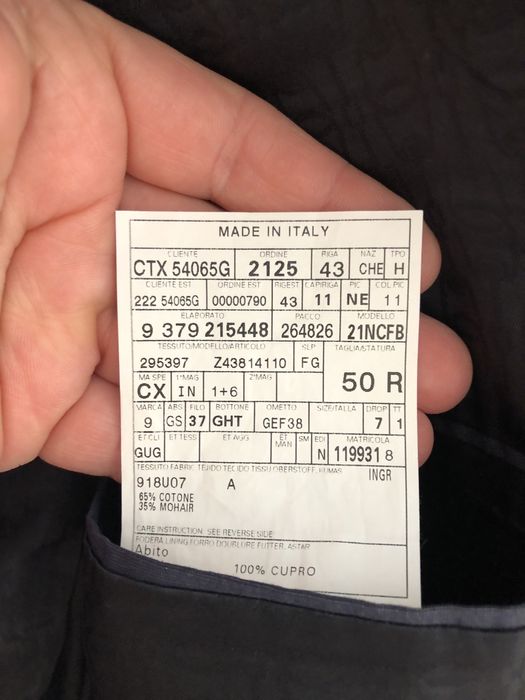 MADE IN ITALY
CLIENTE ORDINE RIGA NAZ TPO
CTX 54065G 2125 43 CHE H
CLIENTE EST ORDINE EST RIGEST CAPIRIGA PIC COL PIC
222 54065G 00000790 43 11 NE 11
ELABORATO PACCO MODELLO
9 379 215448 264826 21NCFB
TESSUTO/MODELLO/ARTICOLO SLP TAGLIA/STATURA
295397 Z43814110 FG 50 R
MA SPE 1°MAG 2°MAG
CX IN 1+6
MARCA ABS FILO BOTTONE OMETTO SIZE/TALLA DROP TT
9 GS 37 GHT GEF38 7 1
ET CLI ET TESS ET AGG ET MAN SM EDI MATRICOLA
GUG N 119931 8
TESSUTO FABRIC TEJIDO TECIDO TISSU OBERSTOFF, KUMAS INGR
918U07 A
65% COTONE
35% MOHAIR
CARE INSTRUCTION SEE REVERSE SIDE
FODERA LINING FORRO DOUBLURE FUTTER, ASTAR
Abito
100% CUPRO